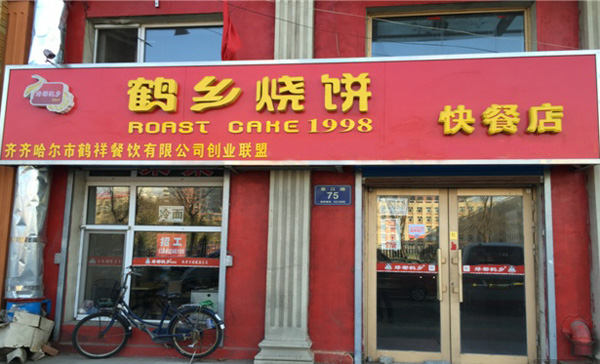 鹤乡烧饼
ROAST CAKE 1998
快餐店
齐齐哈尔市鹤祥餐饮有限公司创业联盟
冷面
招工
75